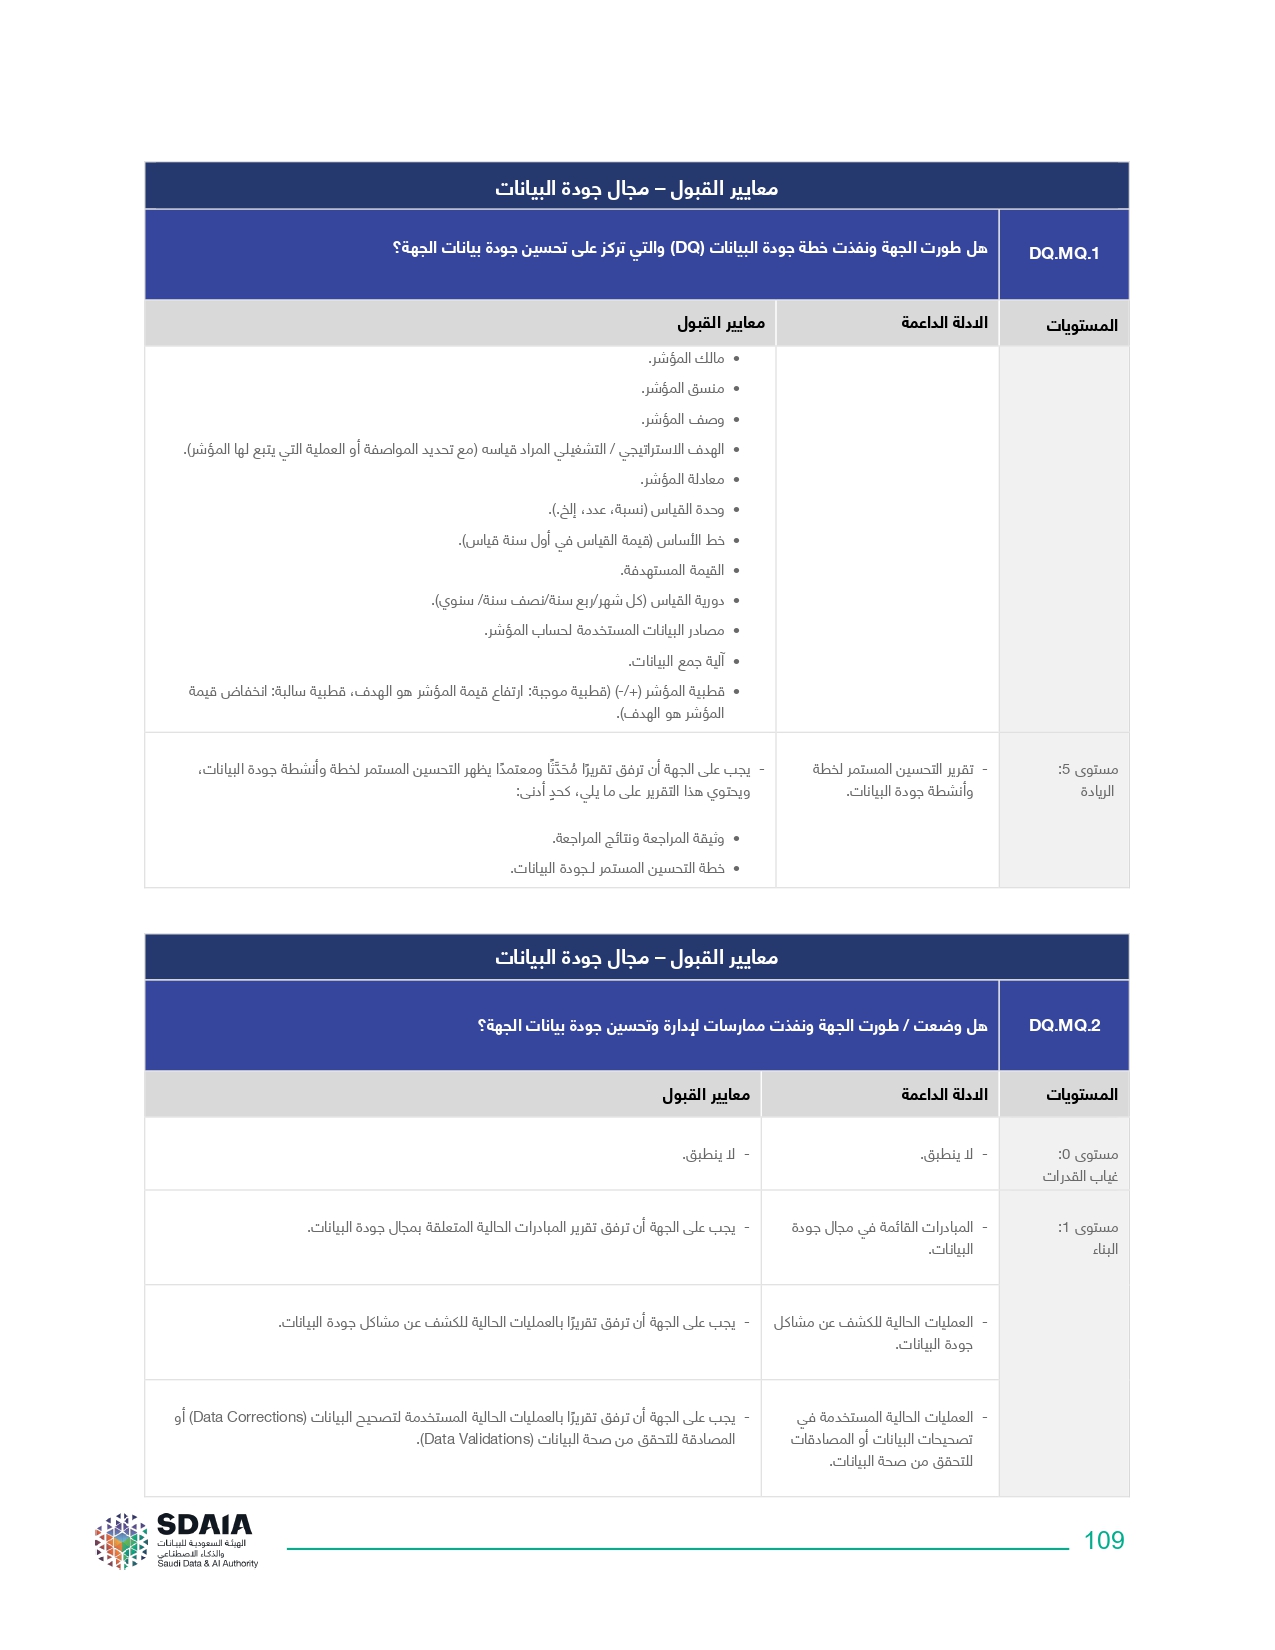 معايير القبول – مجال جودة البيانات
DQ.MQ.1
هل طورت الجهة ونفذت خطة جودة البيانات (DQ) والتي تركز على تحسين جودة بيانات الجهة؟
المستويات
الادلة الداعمة
معايير القبول
• مالك المؤشر.
• منسق المؤشر.
• وصف المؤشر.
• الهدف الاستراتيجي / التشغيلي المراد قياسه (مع تحديد المواصفة أو العملية التي يتبع لها المؤشر).
• معادلة المؤشر.
• وحدة القياس (نسبة، عدد، إلخ.).
• خط الأساس (قيمة القياس في أول سنة قياس).
• القيمة المستهدفة.
• دورية القياس (كل شهر/ربع سنة/نصف سنة/ سنوي).
• مصادر البيانات المستخدمة لحساب المؤشر.
• آلية جمع البيانات.
• قطبية المؤشر (+/-) (قطبية موجبة: ارتفاع قيمة المؤشر هو الهدف، قطبية سالبة: انخفاض قيمة
المؤشر هو الهدف).
مستوى 5:
الريادة
- تقرير التحسين المستمر لخطة
وأنشطة جودة البيانات.
- يجب على الجهة أن ترفق تقريرًا مُحَدَّثًا ومعتمدًا يظهر التحسين المستمر لخطة وأنشطة جودة البيانات،
ويحتوي هذا التقرير على ما يلي، كحدٍ أدنى:
• وثيقة المراجعة ونتائج المراجعة.
• خطة التحسين المستمر لـجودة البيانات.
معايير القبول – مجال جودة البيانات
DQ.MQ.2
هل وضعت / طورت الجهة ونفذت ممارسات لإدارة وتحسين جودة بيانات الجهة؟
المستويات
الادلة الداعمة
معايير القبول
مستوى 0:
غياب القدرات
- لا ينطبق.
- لا ينطبق.
مستوى 1:
البناء
- المبادرات القائمة في مجال جودة
البيانات.
- يجب على الجهة أن ترفق تقرير المبادرات الحالية المتعلقة بمجال جودة البيانات.
- العمليات الحالية للكشف عن مشاكل
جودة البيانات.
- يجب على الجهة أن ترفق تقريرًا بالعمليات الحالية للكشف عن مشاكل جودة البيانات.
- العمليات الحالية المستخدمة في
تصحيحات البيانات أو المصادقات
للتحقق من صحة البيانات.
- يجب على الجهة أن ترفق تقريرًا بالعمليات الحالية المستخدمة لتصحيح البيانات (Data Corrections) أو
المصادقة للتحقق من صحة البيانات (Data Validations).
SDAIA
الهيئة السعودية للبيانات
والذكاء الاصطناعي
Saudi Data & AI Authority
109